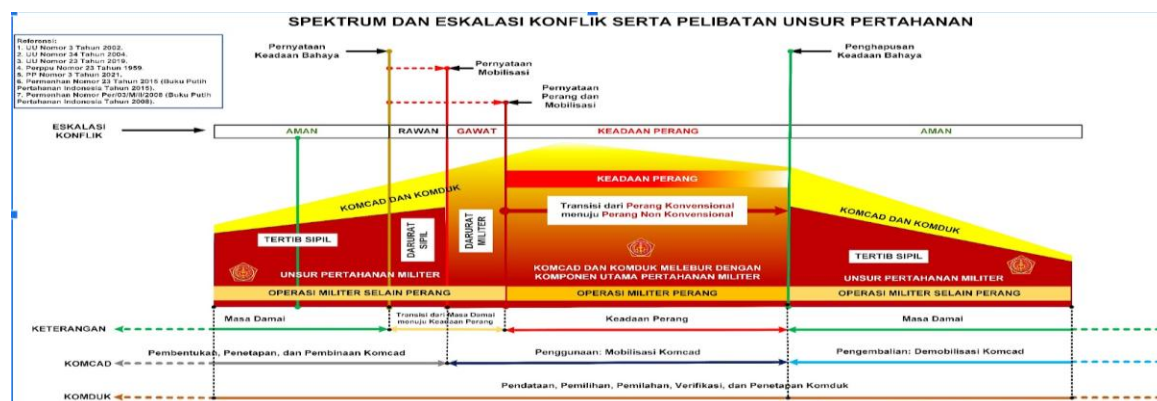 SPEKTRUM DAN ESKALASI KONFLIK SERTA PELIBATAN UNSUR PERTAHANAN
Referensi:
1. UU Nomor 3 Tahun 2002.
2. UU Nomor 34 Tahun 2004.
3. UU Nomor 23 Tahun 2019.
4. Perppu Nomor 23 Tahun 1959.
5. PP Nomor 3 Tahun 2021.
6. Permenhan Nomor 23 Tahun 2015 (Buku Putih
Pertahanan Indonesia Tahun 2015).
7. Permenhan Nomor Per/03/M/II/2008 (Buku Putih
Pertahanan Indonesia Tahun 2008).
Pernyataan
Keadaan Bahaya
Pernyataan
Mobilisasi
Pernyataan
Perang dan
Mobilisasi
Penghapusan
Keadaan Bahaya
ESKALASI
KONFLIK
AMAN
RAWAN
GAWAT
KEADAAN PERANG
AMAN
KOMCAD DAN KOMDUK
TERTIB SIPIL
DARURAT
SIPIL
DARURAT
MILITER
KEADAAN PERANG
Transisi dari Perang Konvensional
menuju Perang Non Konvensional
KOMCAD DAN KOMDUK
TERTIB SIPIL
UNSUR PERTAHANAN MILITER
KOMCAD DAN KOMDUK MELEBUR DENGAN
KOMPONEN UTAMA PERTAHANAN MILITER
UNSUR PERTAHANAN MILITER
OPERASI MILITER SELAIN PERANG
OPERASI MILITER PERANG
OPERASI MILITER SELAIN PERANG
KETERANGAN
Masa Damai
Transisi dari Masa Damai
menuju Keadaan Perang
Keadaan Perang
Masa Damai
KOMCAD
Pembentukan, Penetapan, dan Pembinaan Komcad
Penggunaan: Mobilisasi Komcad
Pengembalian: Demobilisasi Komcad
KOMDUK
Pendataan, Pemilihan, Pemilahan, Verifikasi, dan Penetapan Komduk